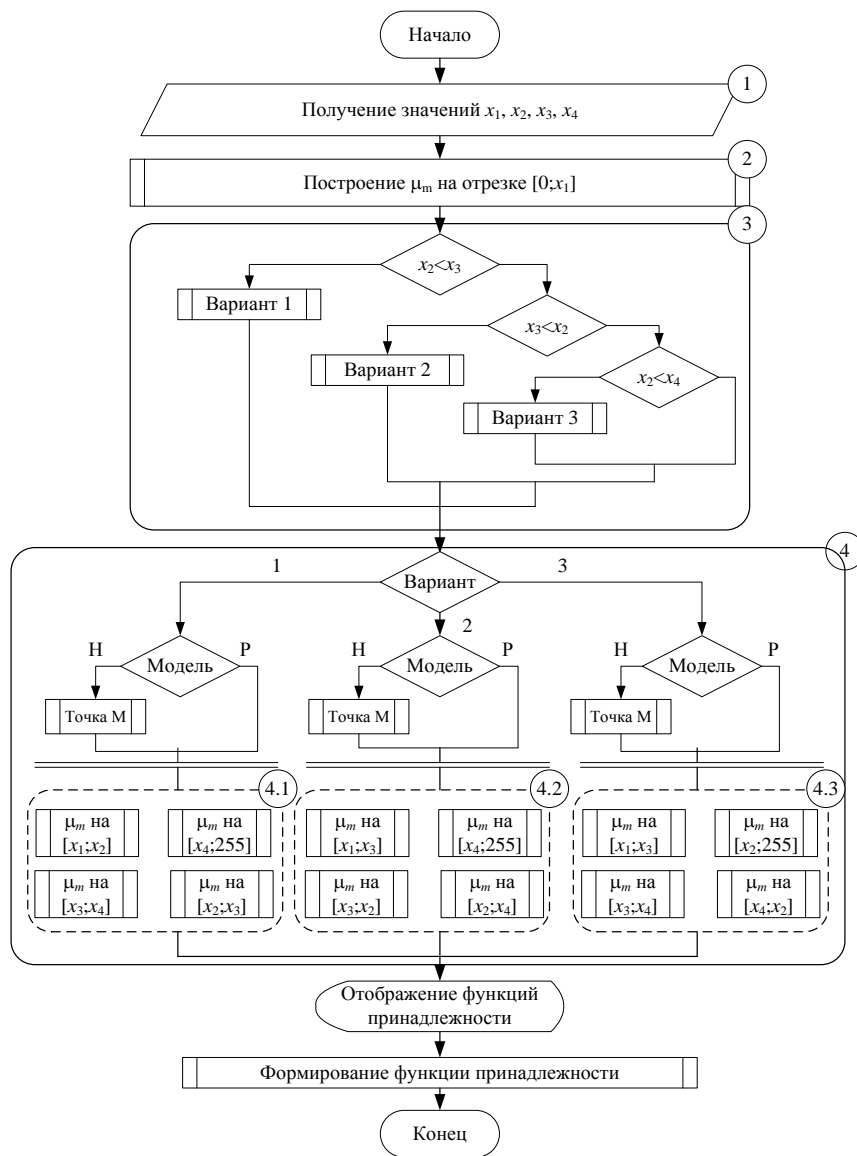 Начало
1
Получение значений x₁, x₂, x₃, x₄
2
Построение μₘ на отрезке [0;x₁]
3
x₂<x₃
Вариант 1
x₃<x₂
Вариант 2
x₂<x₄
Вариант 3
4
1
Вариант
3
2
Н
Модель
Р
Н
Модель
Р
Н
Модель
Р
Точка М
Точка М
Точка М
4.1
4.2
4.3
μₘ на
[x₁;x₂]
μₘ на
[x₄;255]
μₘ на
[x₁;x₃]
μₘ на
[x₄;255]
μₘ на
[x₁;x₃]
μₘ на
[x₂;255]
μₘ на
[x₃;x₄]
μₘ на
[x₂;x₃]
μₘ на
[x₃;x₂]
μₘ на
[x₂;x₄]
μₘ на
[x₃;x₄]
μₘ на
[x₄;x₂]
Отображение функций
принадлежности
Формирование функции принадлежности
Конец